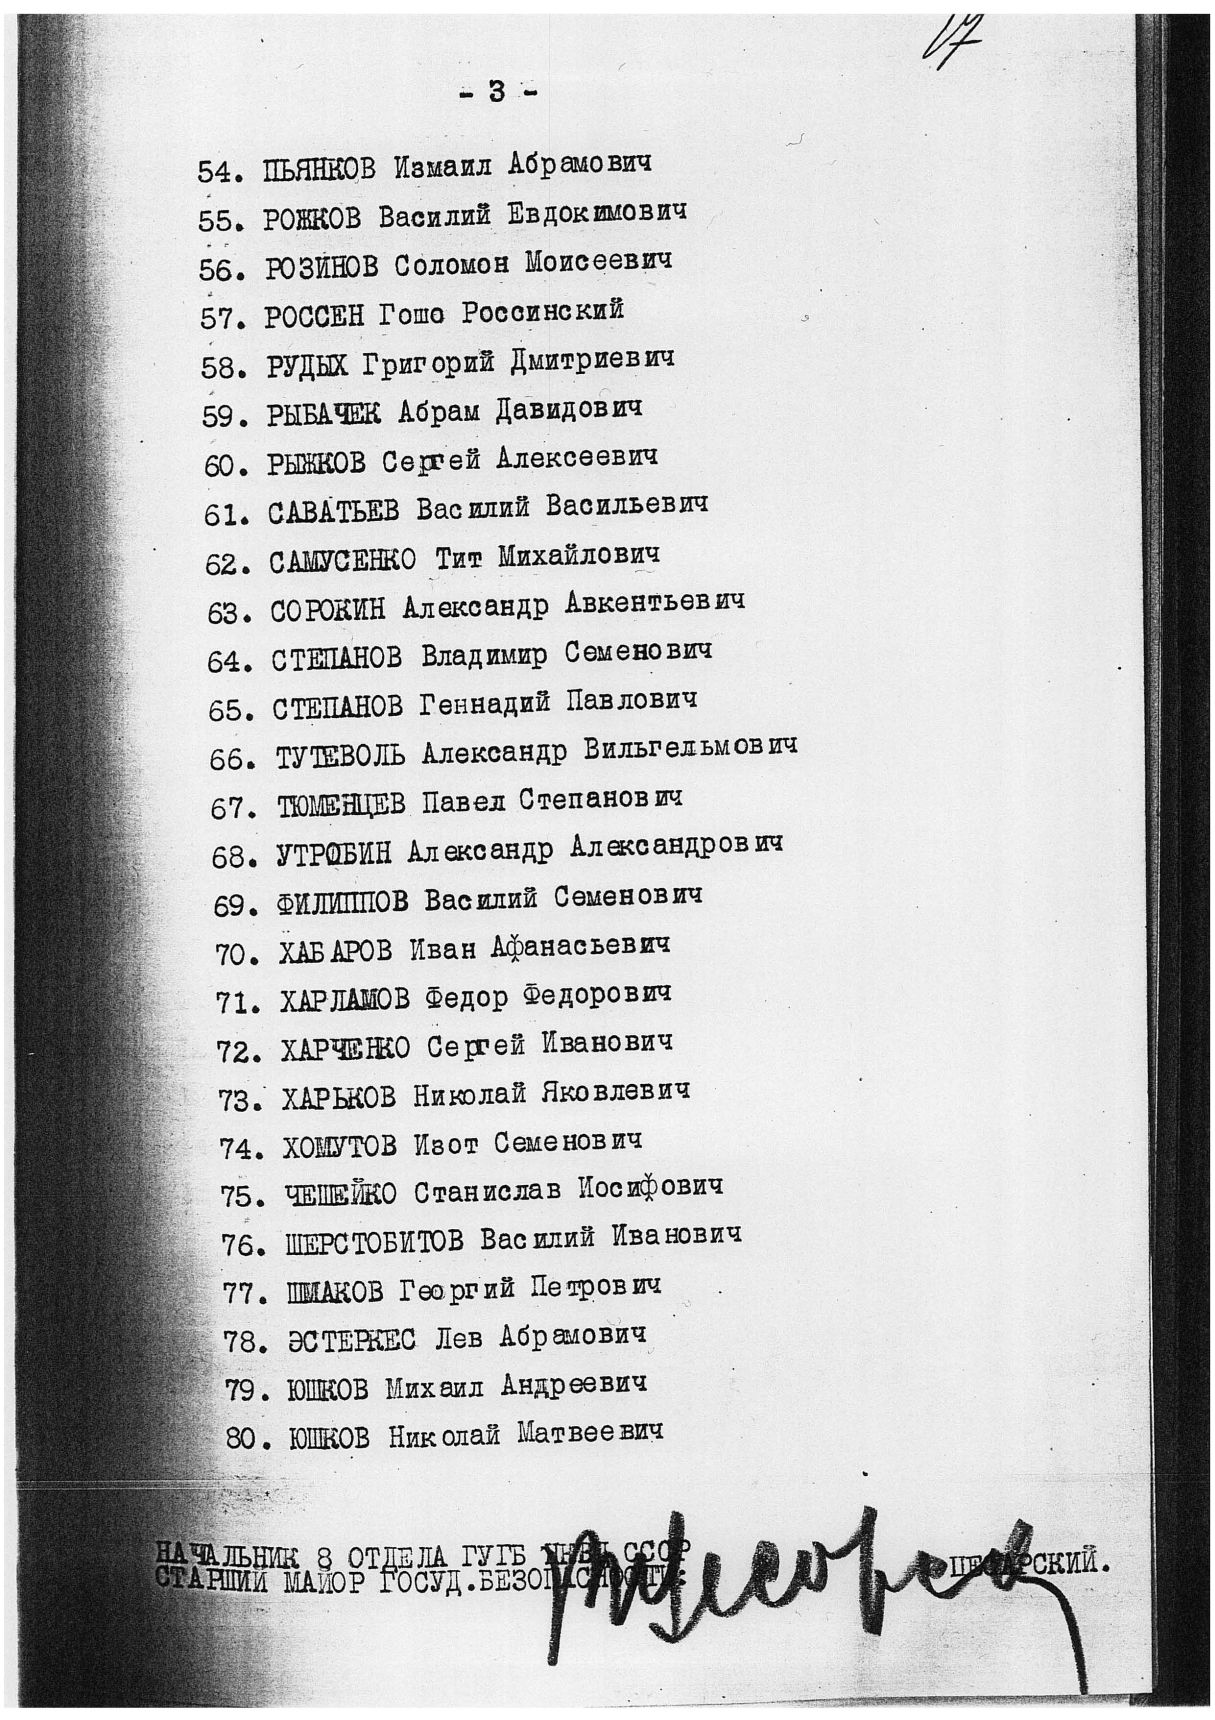 17
- 3 -
54. ПЬЯНКОВ Измаил Абрамович
55. РОЖКОВ Василий Евдокимович
56. РОЗИНОВ Соломон Моисеевич
57. РОССЕН Гошо Россинский
58. РУДЫХ Григорий Дмитриевич
59. РЫБАЧЕК Абрам Давидович
60. РЫЖКОВ Сергей Алексеевич
61. САВАТЬЕВ Василий Васильевич
62. САМУСЕНКО Тит Михайлович
63. СОРОКИН Александр Авкентьевич
64. СТЕПАНОВ Владимир Семенович
65. СТЕПАНОВ Геннадий Павлович
66. ТУТЕВОЛЬ Александр Вильгельмович
67. ТЮМЕНЦЕВ Павел Степанович
68. УТРОБИН Александр Александрович
69. ФИЛИППОВ Василий Семенович
70. ХАБАРОВ Иван Афанасьевич
71. ХАРЛАМОВ Федор Федорович
72. ХАРЧЕНКО Сергей Иванович
73. ХАРЬКОВ Николай Яковлевич
74. ХОМУТОВ Изот Семенович
75. ЧЕШЕЙКО Станислав Иосифович
76. ШЕРСТОБИТОВ Василий Иванович
77. ШМАКОВ Георгий Петрович
78. ЭСТЕРКЕС Лев Абрамович
79. ЮШКОВ Михаил Андреевич
80. ЮШКОВ Николай Матвеевич
НАЧАЛЬНИК 8 ОТДЕЛА ГУГБ НКВД СССР
СТАРШИЙ МАЙОР ГОСУД.БЕЗОПАСНОСТИ: ЦЕСАРСКИЙ.